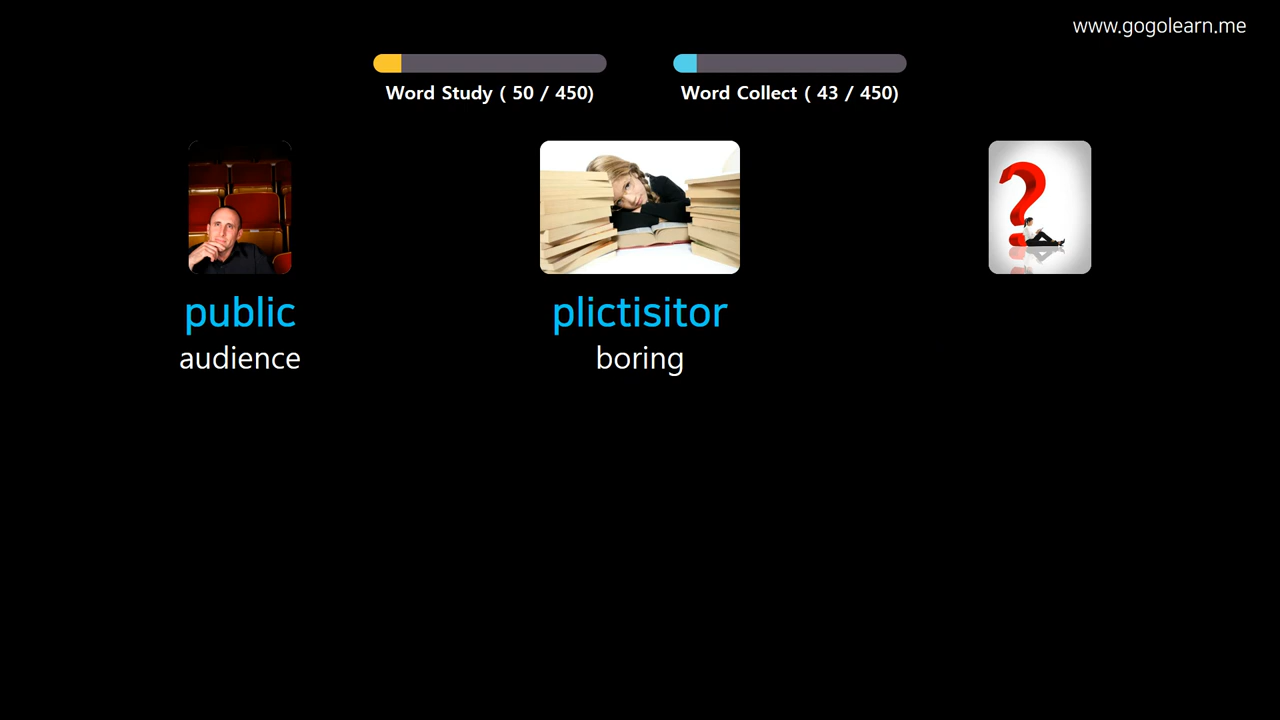 www.gogolearn.me
Word Study ( 50 / 450)
Word Collect ( 43 / 450)
public
audience
plictisitor
boring